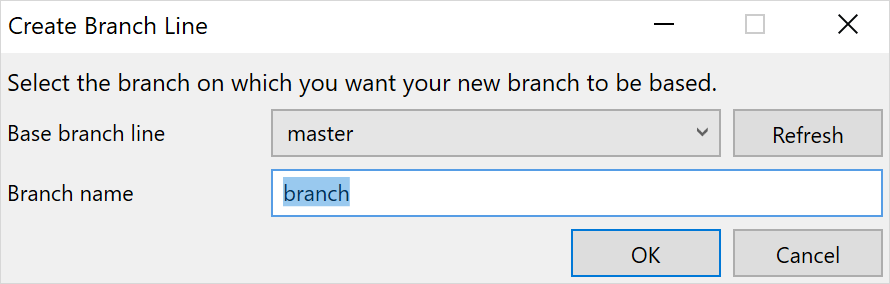 Create Branch Line
Select the branch on which you want your new branch to be based.
Base branch line master Refresh
Branch name branch
OK Cancel